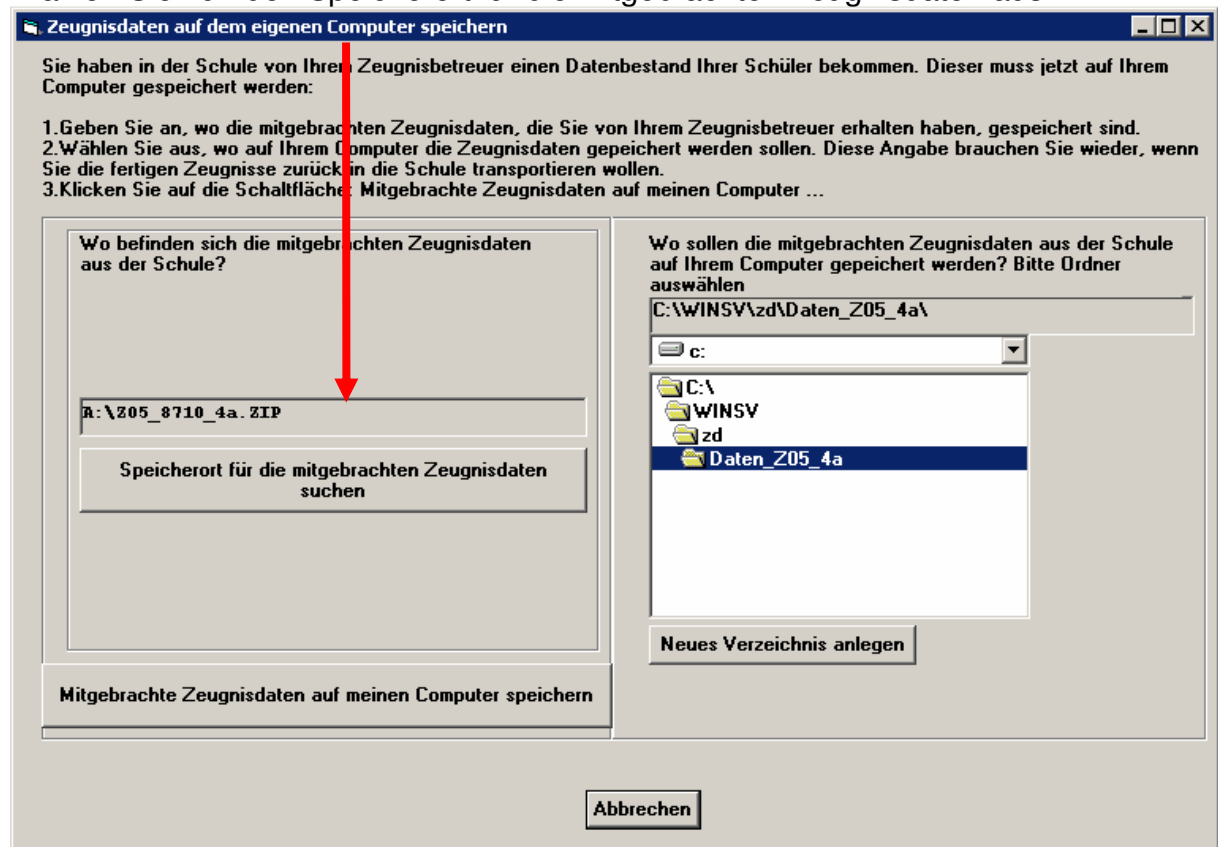 Zeugnisdaten auf dem eigenen Computer speichern
Sie haben in der Schule von Ihrem Zeugnisbetreuer einen Datenbestand Ihrer Schüler bekommen. Dieser muss jetzt auf Ihrem
Computer gespeichert werden:
1.Geben Sie an, wo die mitgebrachten Zeugnisdaten, die Sie von Ihrem Zeugnisbetreuer erhalten haben, gespeichert sind.
2.Wählen Sie aus, wo auf Ihrem Computer die Zeugnisdaten gepeichert werden sollen. Diese Angabe brauchen Sie wieder, wenn
Sie die fertigen Zeugnisse zurück in die Schule transportieren wollen.
3.Klicken Sie auf die Schaltfläche: Mitgebrachte Zeugnisdaten auf meinen Computer ...
Wo befinden sich die mitgebrachten Zeugnisdaten
aus der Schule?
A:\Z05_8710_4a.ZIP
Speicherort für die mitgebrachten Zeugnisdaten
suchen
Mitgebrachte Zeugnisdaten auf meinen Computer speichern
Wo sollen die mitgebrachten Zeugnisdaten aus der Schule
auf Ihrem Computer gepeichert werden? Bitte Ordner
auswählen
C:\WINSV\zd\Daten_Z05_4a\
c:
C:\
WINSV
zd
Daten_Z05_4a
Neues Verzeichnis anlegen
Abbrechen